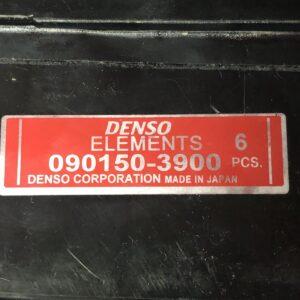 DENSO
ELEMENTS 6
090150-3900 PCS.
DENSO CORPORATION MADE IN JAPAN